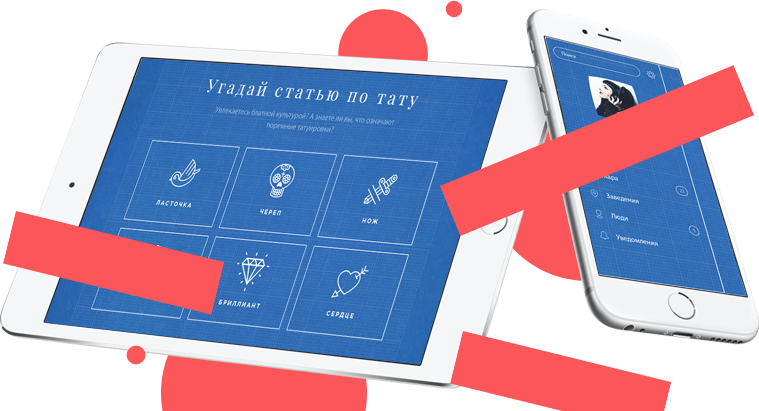 Угадай статью по тату
Увлекаетесь блатной культурой? А знаете ли вы, что означают
тюремные татуировки?
ЛАСТОЧКА
ЧЕРЕП
НОЖ
БРИЛЛИАНТ
СЕРДЦЕ
Поиск
Заведения
Люди
Уведомления